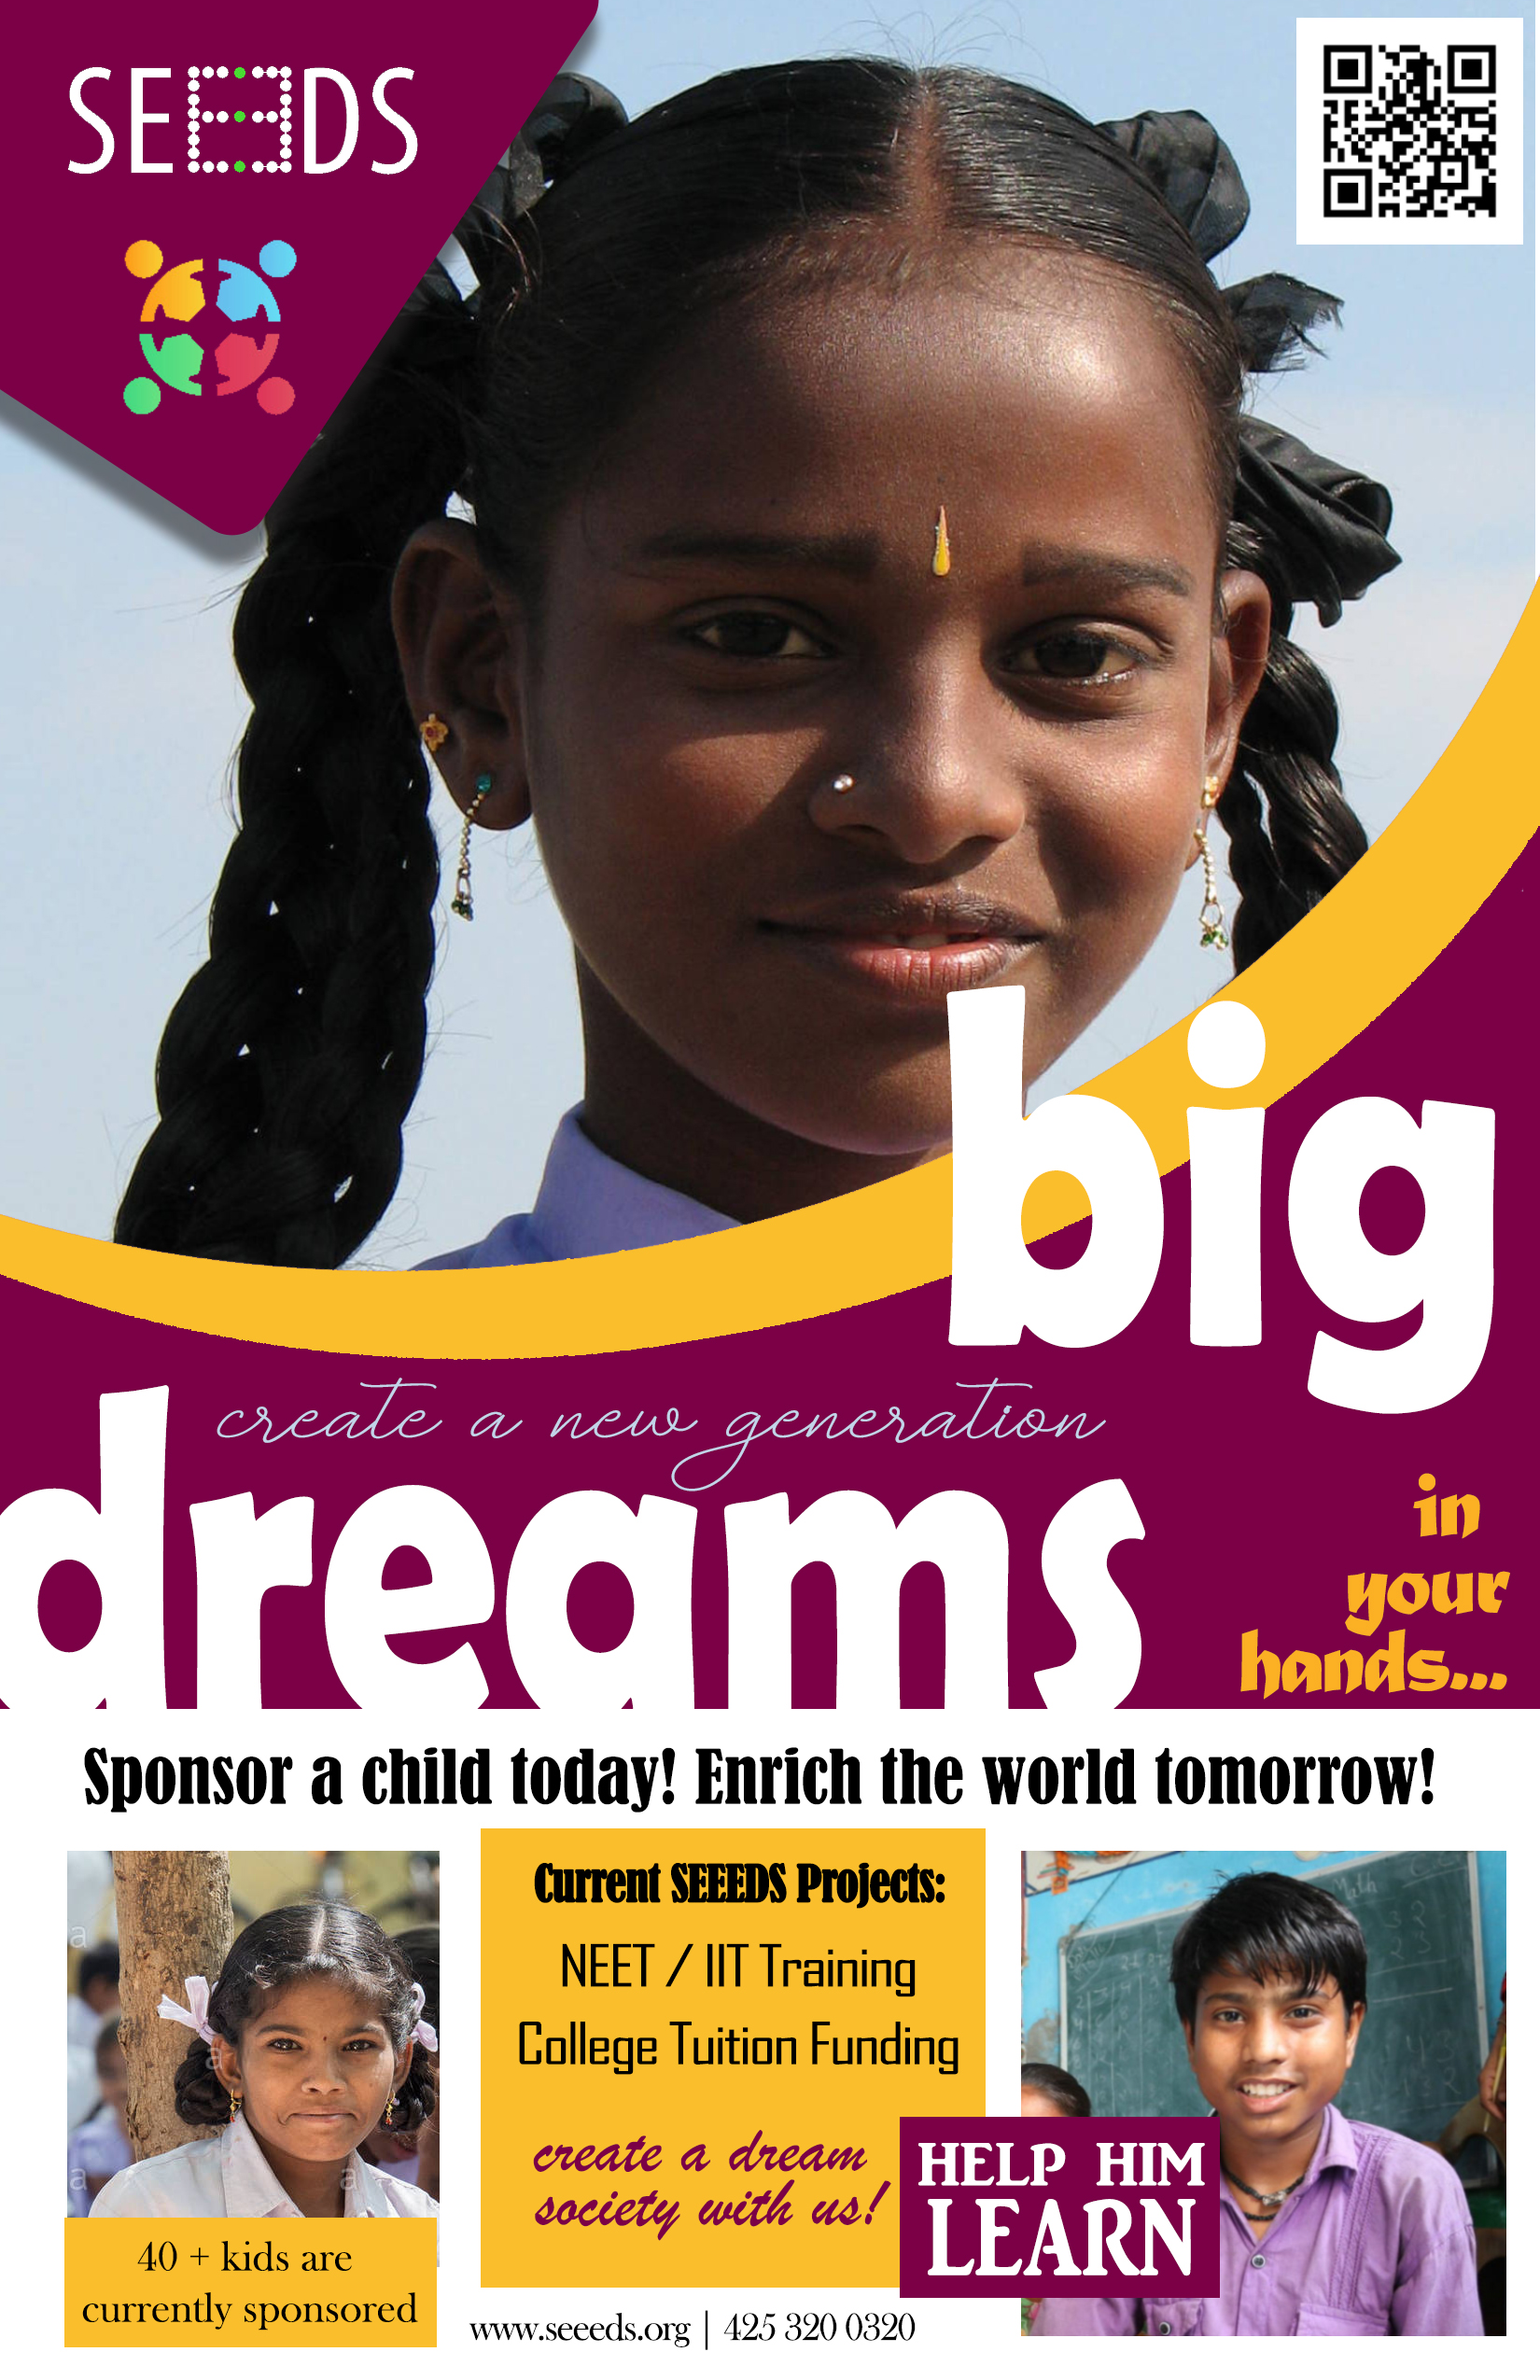 SEEEDS
big
create a new generation
dreams
in
your
hands...
Sponsor a child today! Enrich the world tomorrow!
Current SEEEDS Projects:
NEET / IIT Training
College Tuition Funding
create a dream
society with us!
HELP HIM
LEARN
40 + kids are
currently sponsored
www.seeeds.org | 425 320 0320
Math
a
a
a
a